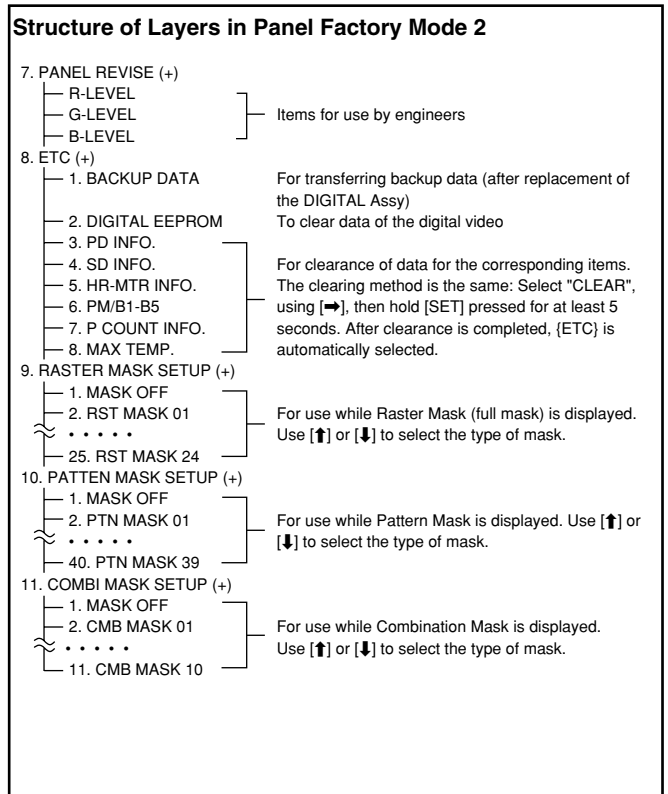 Structure of Layers in Panel Factory Mode 2
7. PANEL REVISE (+)
R-LEVEL
G-LEVEL
B-LEVEL
Items for use by engineers
8. ETC (+)
1. BACKUP DATA
For transferring backup data (after replacement of
the DIGITAL Assy)
2. DIGITAL EEPROM
To clear data of the digital video
3. PD INFO.
4. SD INFO.
5. HR-MTR INFO.
6. PM/B1-B5
7. P COUNT INFO.
8. MAX TEMP.
For clearance of data for the corresponding items.
The clearing method is the same: Select "CLEAR",
using [➡], then hold [SET] pressed for at least 5
seconds. After clearance is completed, {ETC} is
automatically selected.
9. RASTER MASK SETUP (+)
1. MASK OFF
2. RST MASK 01
• • • • •
25. RST MASK 24
For use while Raster Mask (full mask) is displayed.
Use [⬆] or [⬇] to select the type of mask.
10. PATTEN MASK SETUP (+)
1. MASK OFF
2. PTN MASK 01
• • • • •
40. PTN MASK 39
For use while Pattern Mask is displayed. Use [⬆] or
[⬇] to select the type of mask.
11. COMBI MASK SETUP (+)
1. MASK OFF
2. CMB MASK 01
• • • • •
11. CMB MASK 10
For use while Combination Mask is displayed.
Use [⬆] or [⬇] to select the type of mask.